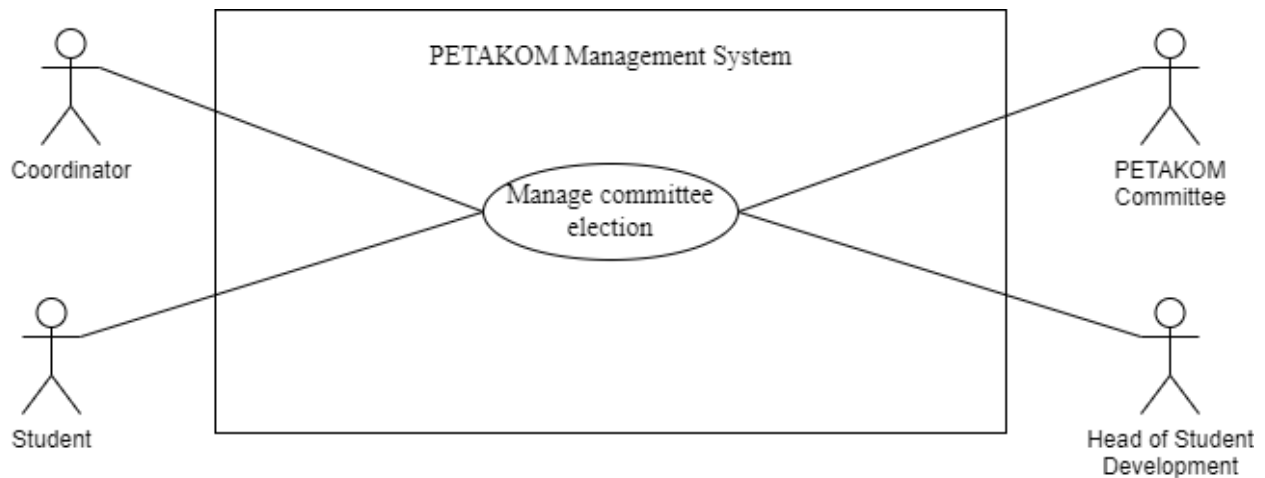 PETAKOM Management System
Coordinator
PETAKOM
Committee
Manage committee
election
Student
Head of Student
Development